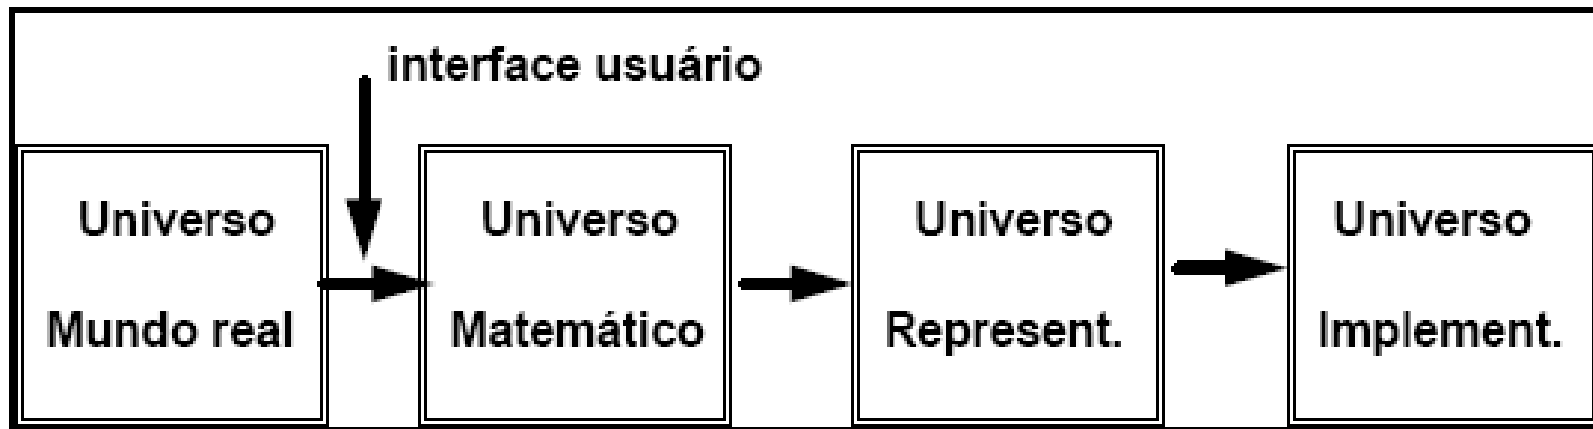 interface usuário
Universo
Mundo real
Universo
Matemático
Universo
Represent.
Universo
Implement.